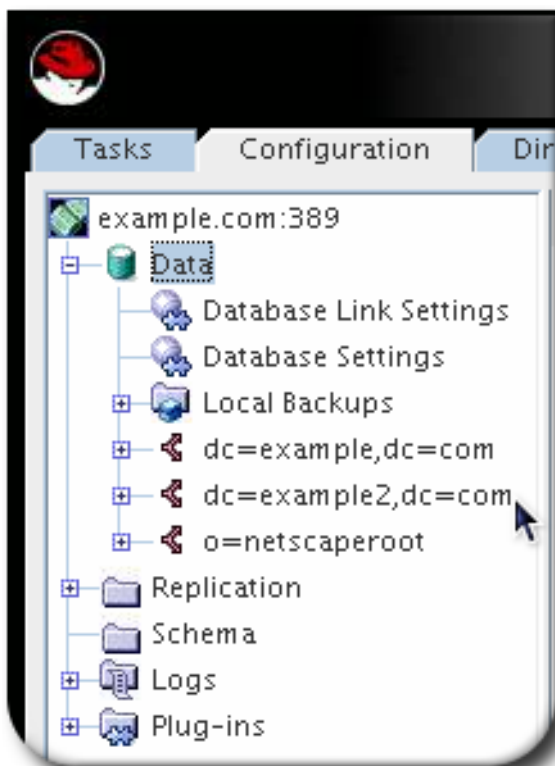 Tasks
Configuration
Dir
example.com:389
Data
Database Link Settings
Database Settings
Local Backups
dc=example,dc=com
dc=example2,dc=com
o=netscaperoot
Replication
Schema
Logs
Plug-ins